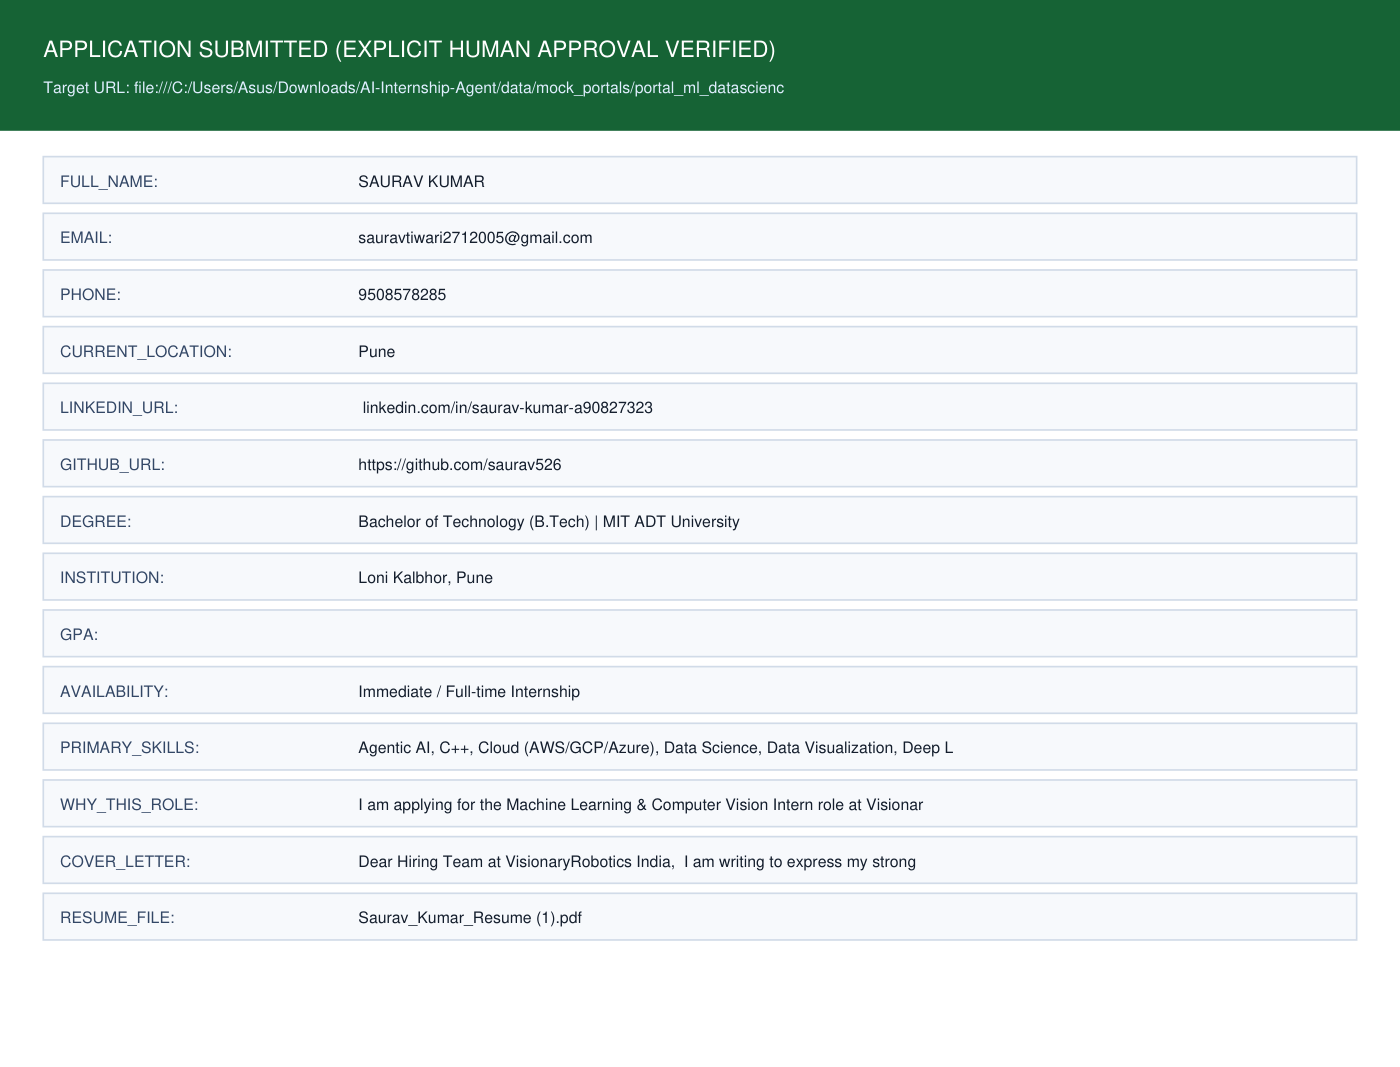 APPLICATION SUBMITTED (EXPLICIT HUMAN APPROVAL VERIFIED)
Target URL: file:///C:/Users/Asus/Downloads/AI-Internship-Agent/data/mock_portals/portal_ml_datascienc
FULL_NAME: SAURAV KUMAR
EMAIL: sauravtiwari2712005@gmail.com
PHONE: 9508578285
CURRENT_LOCATION: Pune
LINKEDIN_URL: linkedin.com/in/saurav-kumar-a90827323
GITHUB_URL: https://github.com/saurav526
DEGREE: Bachelor of Technology (B.Tech) | MIT ADT University
INSTITUTION: Loni Kalbhor, Pune
GPA:
AVAILABILITY: Immediate / Full-time Internship
PRIMARY_SKILLS: Agentic AI, C++, Cloud (AWS/GCP/Azure), Data Science, Data Visualization, Deep L
WHY_THIS_ROLE: I am applying for the Machine Learning & Computer Vision Intern role at Visionar
COVER_LETTER: Dear Hiring Team at VisionaryRobotics India,  I am writing to express my strong
RESUME_FILE: Saurav_Kumar_Resume (1).pdf